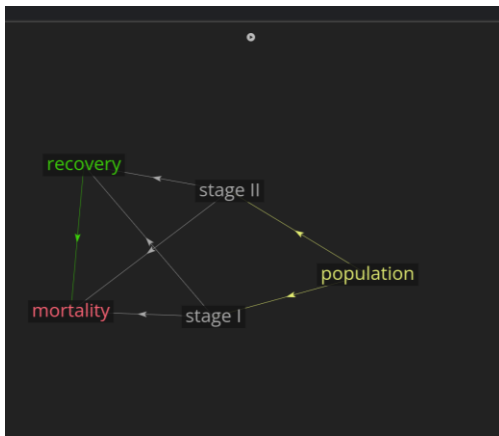 recovery
stage II
population
mortality
stage I